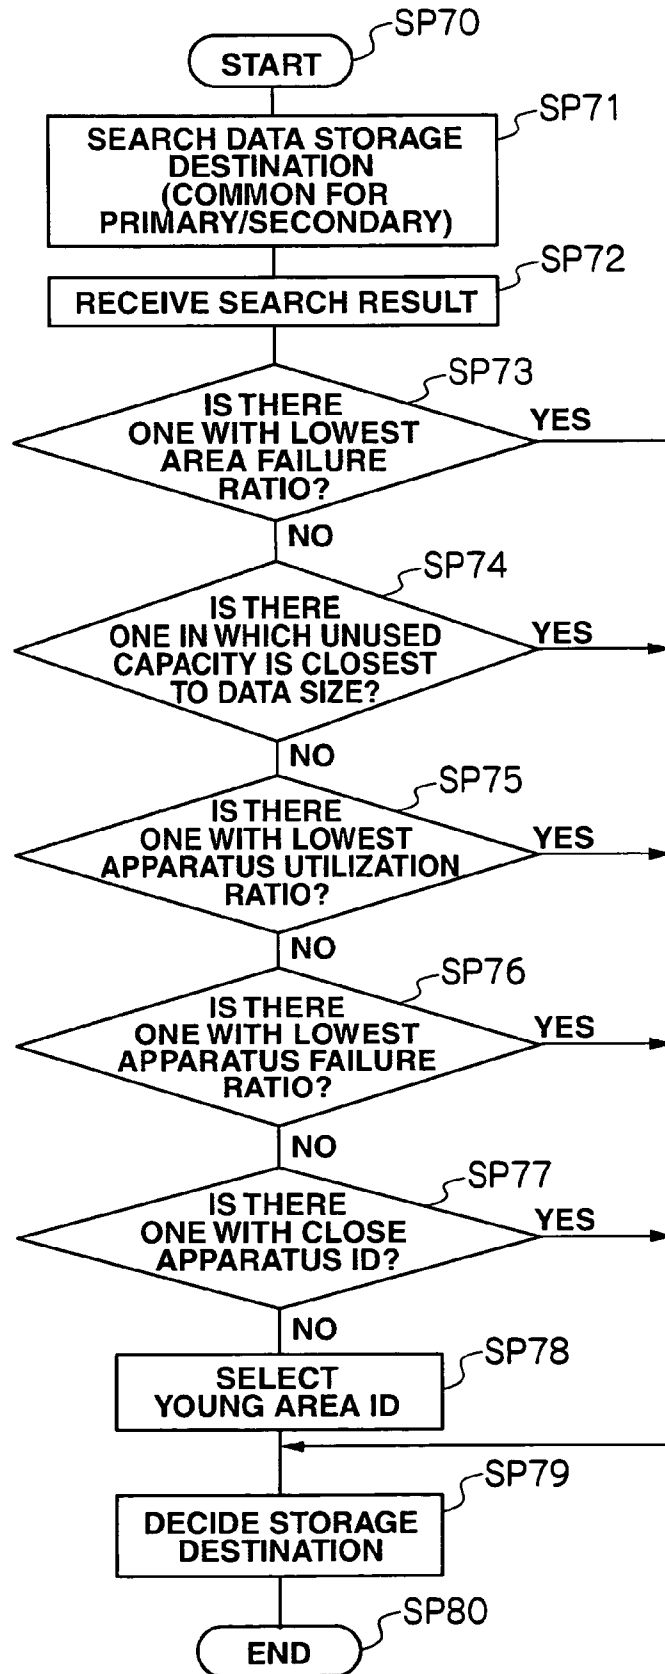 SP70
START
SP71
SEARCH DATA STORAGE
DESTINATION
(COMMON FOR
PRIMARY/SECONDARY)
SP72
RECEIVE SEARCH RESULT
SP73
IS THERE
ONE WITH LOWEST
AREA FAILURE
RATIO?
YES
NO
SP74
IS THERE
ONE IN WHICH UNUSED
CAPACITY IS CLOSEST
TO DATA SIZE?
YES
NO
SP75
IS THERE
ONE WITH LOWEST
APPARATUS UTILIZATION
RATIO?
YES
NO
SP76
IS THERE
ONE WITH LOWEST
APPARATUS FAILURE
RATIO?
YES
NO
SP77
IS THERE
ONE WITH CLOSE
APPARATUS ID?
YES
NO
SP78
SELECT
YOUNG AREA ID
SP79
DECIDE STORAGE
DESTINATION
SP80
END